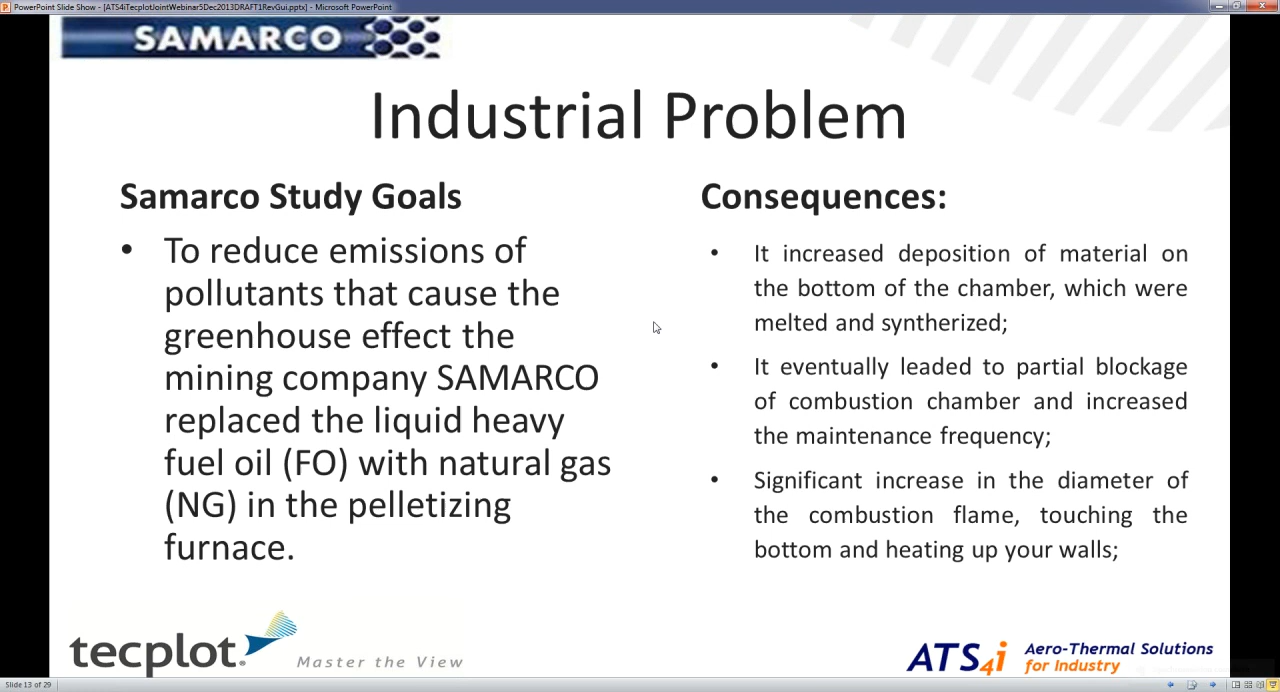 PowerPoint Slide Show - [ATS4iTecplotJointWebinar5Dec2013DRAFT1RevGui.pptx] - Microsoft PowerPoint
SAMARCO
Industrial Problem
Samarco Study Goals
• To reduce emissions of
pollutants that cause the
greenhouse effect the
mining company SAMARCO
replaced the liquid heavy
fuel oil (FO) with natural gas
(NG) in the pelletizing
furnace.
Consequences:
• It increased deposition of material on
the bottom of the chamber, which were
melted and syntherized;
• It eventually leaded to partial blockage
of combustion chamber and increased
the maintenance frequency;
• Significant increase in the diameter of
the combustion flame, touching the
bottom and heating up your walls;
tecplot. Master the View
ATS4i Aero-Thermal Solutions
for Industry
Slide 13 of 29